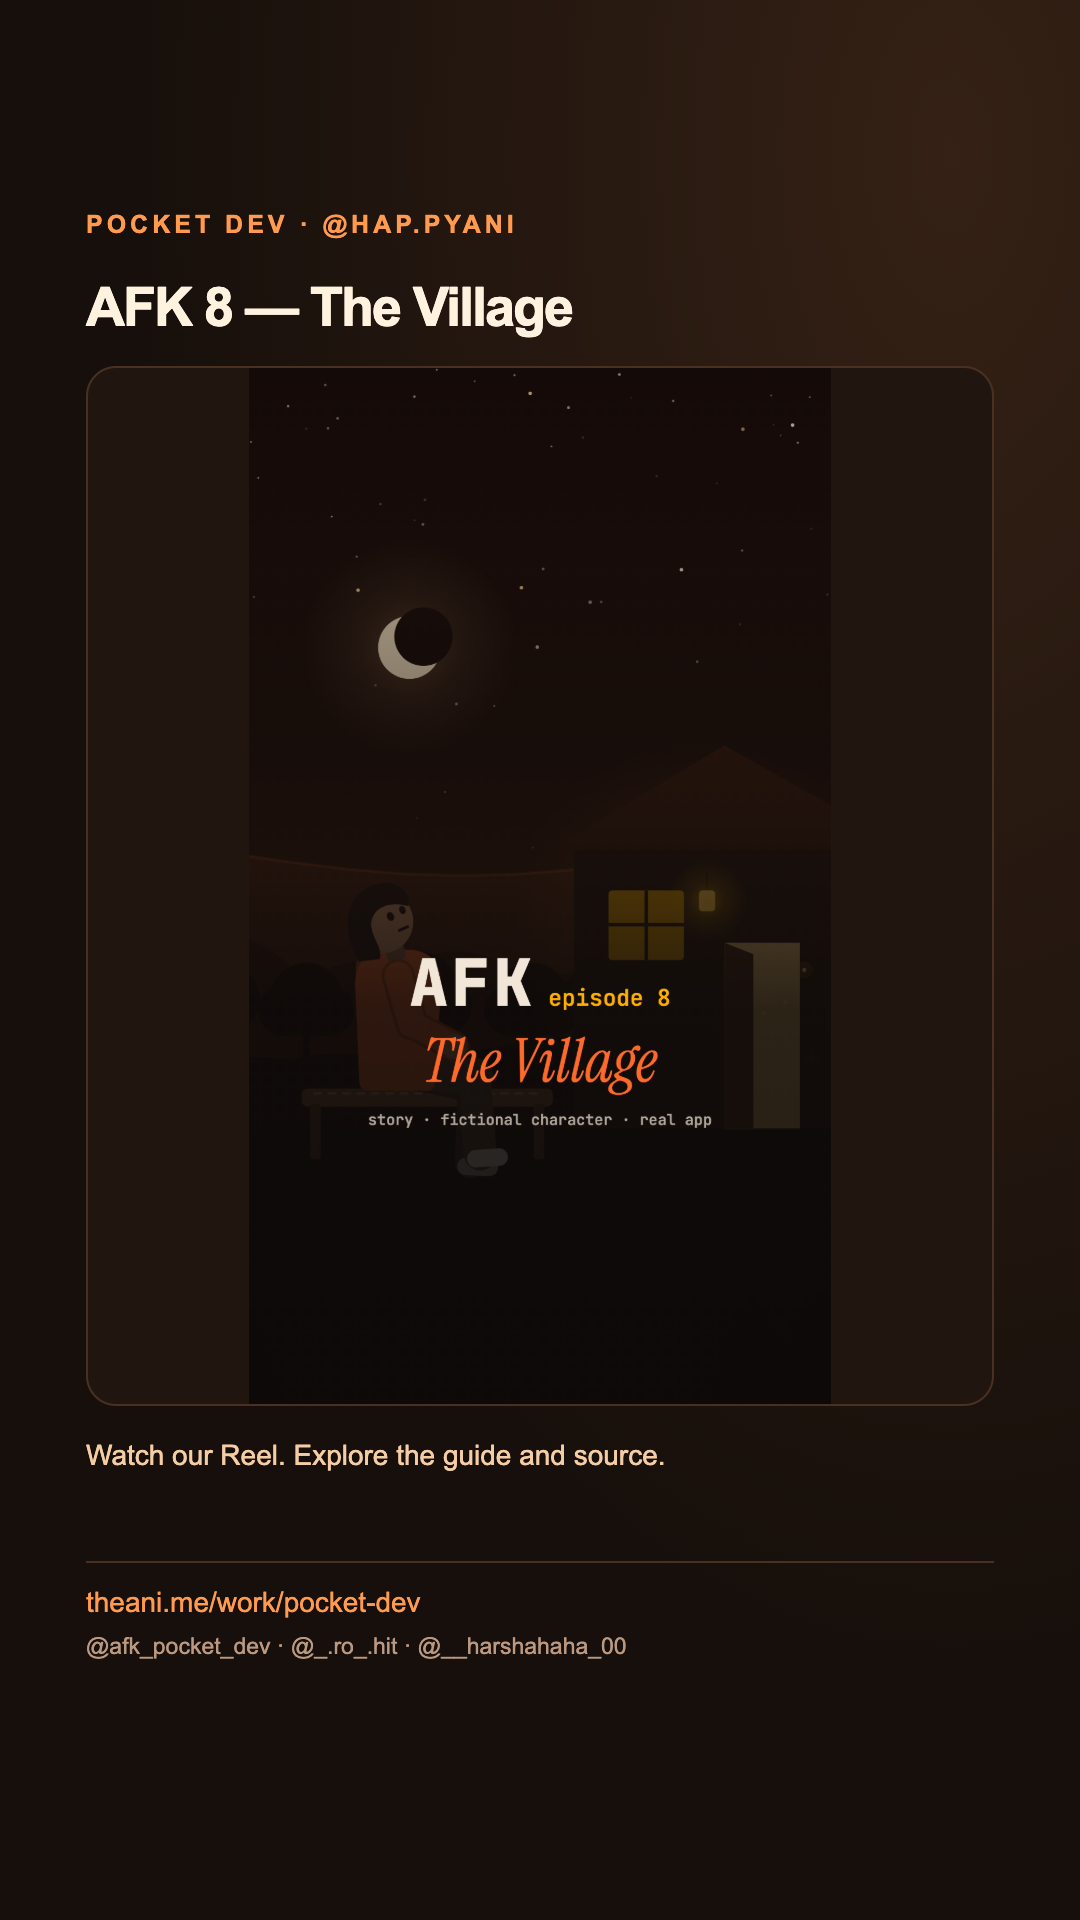 POCKET DEV · @HAP.PYANI
AFK 8 — The Village
AFK episode 8
The Village
story · fictional character · real app
Watch our Reel. Explore the guide and source.
theani.me/work/pocket-dev
@afk_pocket_dev · @_.ro_.hit · @__harshahaha_00